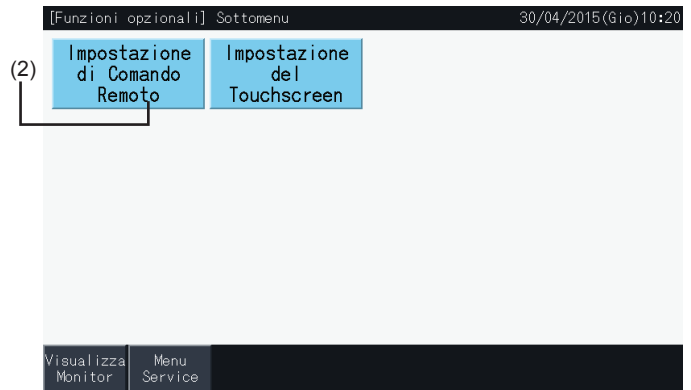 [Funzioni opzionali] Sottomenu 30/04/2015(Gio)10:20
(2)
Impostazione
di Comando
Remoto
Impostazione
del
Touchscreen
Visualizza
Monitor
Menu
Service